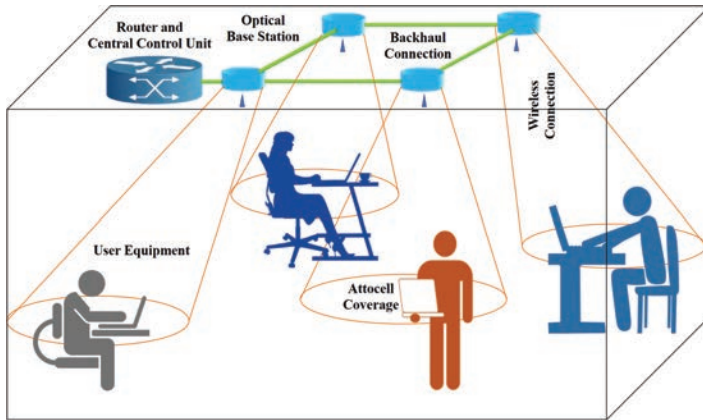 Router and
Central Control Unit
Optical
Base Station
Backhaul
Connection
Wireless
Connection
User Equipment
Attocell
Coverage